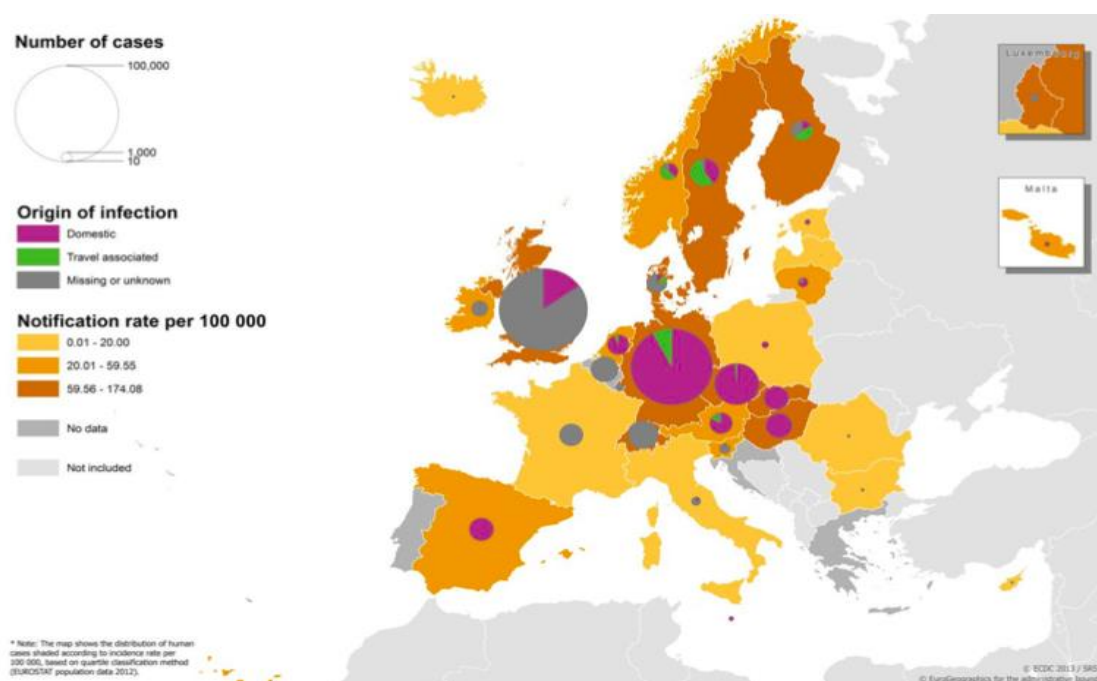 Number of cases
100,000
1,000
10
Origin of infection
Domestic
Travel associated
Missing or unknown
Notification rate per 100 000
0.01 - 20.00
20.01 - 59.55
59.56 - 174.08
No data
Not included
* Note: The map shows the distribution of human
cases shaded according to incidence rate per
100 000, based on quartile classification method
(EUROSTAT population data 2012).
Luxembourg
Malta
© ECDC 2013 / SRS
© EuroGeographics for the administrative bound